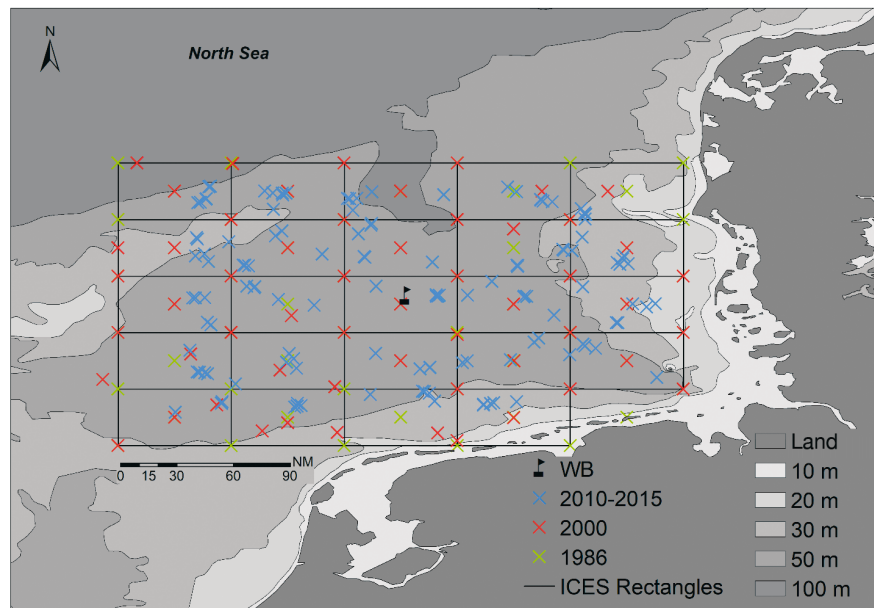 N
North Sea
NM
0 15 30 60 90
WB
2010-2015
2000
1986
ICES Rectangles
Land
10 m
20 m
30 m
50 m
100 m